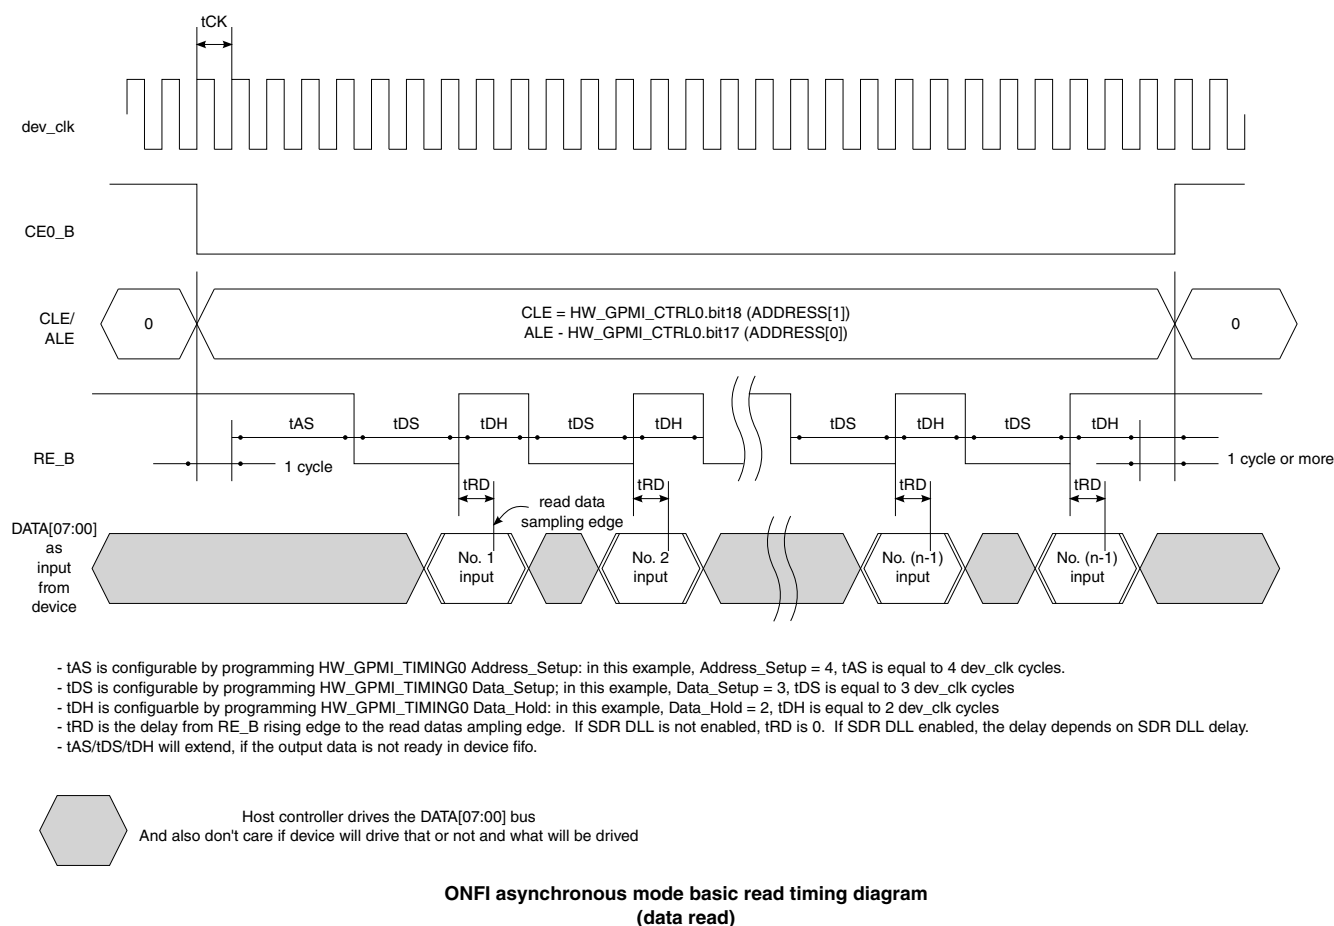 tCK
dev_clk
CE0_B
CLE/
ALE
0
CLE = HW_GPMI_CTRL0.bit18 (ADDRESS[1])
ALE - HW_GPMI_CTRL0.bit17 (ADDRESS[0])
0
RE_B
tAS
tDS
tDH
tDS
tDH
tDS
tDH
tDS
tDH
1 cycle
1 cycle or more
tRD
tRD
tRD
tRD
read data
sampling edge
DATA[07:00]
as
input
from
device
No. 1
input
No. 2
input
No. (n-1)
input
No. (n-1)
input
- tAS is configurable by programming HW_GPMI_TIMING0 Address_Setup: in this example, Address_Setup = 4, tAS is equal to 4 dev_clk cycles.
- tDS is configurable by programming HW_GPMI_TIMING0 Data_Setup; in this example, Data_Setup = 3, tDS is equal to 3 dev_clk cycles
- tDH is configuarble by programming HW_GPMI_TIMING0 Data_Hold: in this example, Data_Hold = 2, tDH is equal to 2 dev_clk cycles
- tRD is the delay from RE_B rising edge to the read datas ampling edge. If SDR DLL is not enabled, tRD is 0. If SDR DLL enabled, the delay depends on SDR DLL delay.
- tAS/tDS/tDH will extend, if the output data is not ready in device fifo.
Host controller drives the DATA[07:00] bus
And also don't care if device will drive that or not and what will be drived
ONFI asynchronous mode basic read timing diagram
(data read)